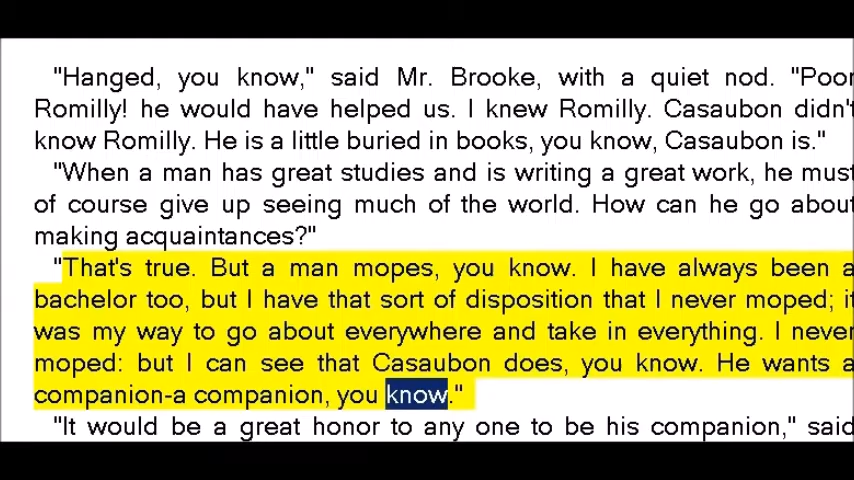 "Hanged, you know," said Mr. Brooke, with a quiet nod. "Poor
Romilly! he would have helped us. I knew Romilly. Casaubon didn't
know Romilly. He is a little buried in books, you know, Casaubon is."
"When a man has great studies and is writing a great work, he must
of course give up seeing much of the world. How can he go about
making acquaintances?"
"That's true. But a man mopes, you know. I have always been a
bachelor too, but I have that sort of disposition that I never moped; it
was my way to go about everywhere and take in everything. I never
moped: but I can see that Casaubon does, you know. He wants a
companion-a companion, you know."
"It would be a great honor to any one to be his companion," said